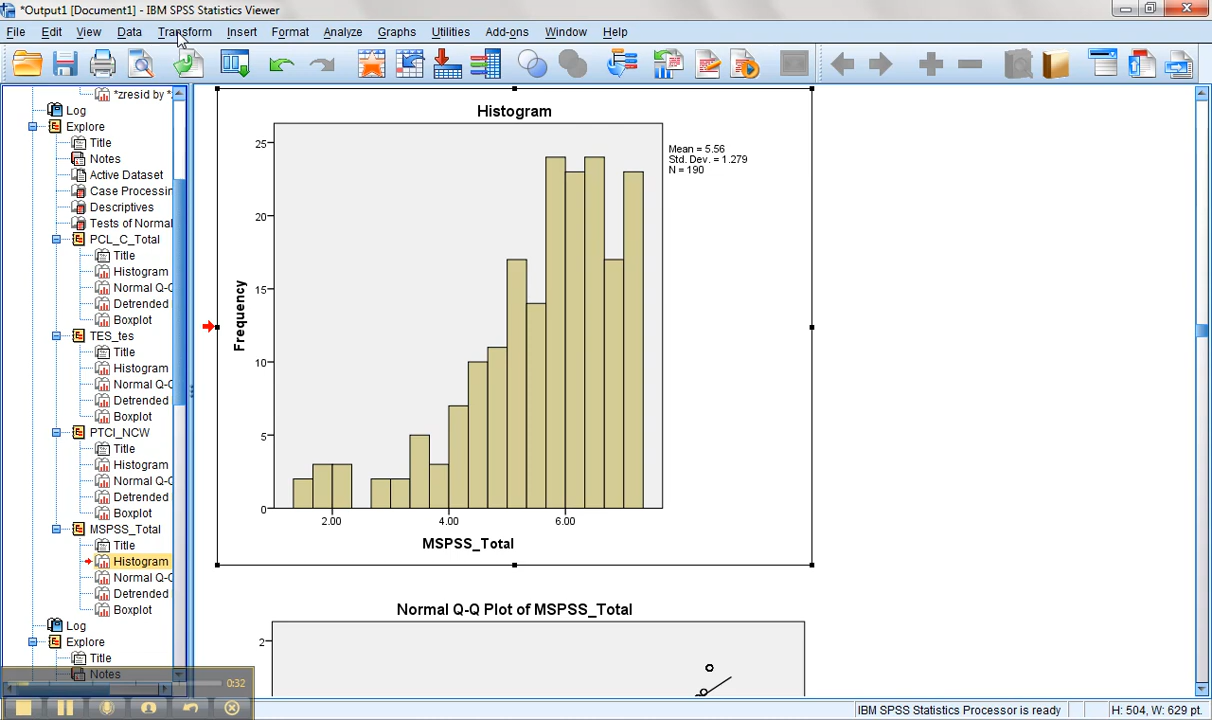 *Output1 [Document1] - IBM SPSS Statistics Viewer
File Edit View Data Transform Insert Format Analyze Graphs Utilities Add-ons Window Help
*zresid by *
Log
Explore
Title
Notes
Active Dataset
Case Processin
Descriptives
Tests of Normal
PCL_C_Total
Title
Histogram
Normal Q-Q
Detrended
Boxplot
TES_tes
Title
Histogram
Normal Q-Q
Detrended
Boxplot
PTCI_NCW
Title
Histogram
Normal Q-Q
Detrended
Boxplot
MSPSS_Total
Title
Histogram
Normal Q-Q
Detrended
Boxplot
Log
Explore
Title
Notes
0:32
Histogram
Mean = 5.56
Std. Dev. = 1.279
N = 190
Frequency
25
20
15
10
5
0
2.00 4.00 6.00
MSPSS_Total
Normal Q-Q Plot of MSPSS_Total
2
IBM SPSS Statistics Processor is ready
H: 504, W: 629 pt.